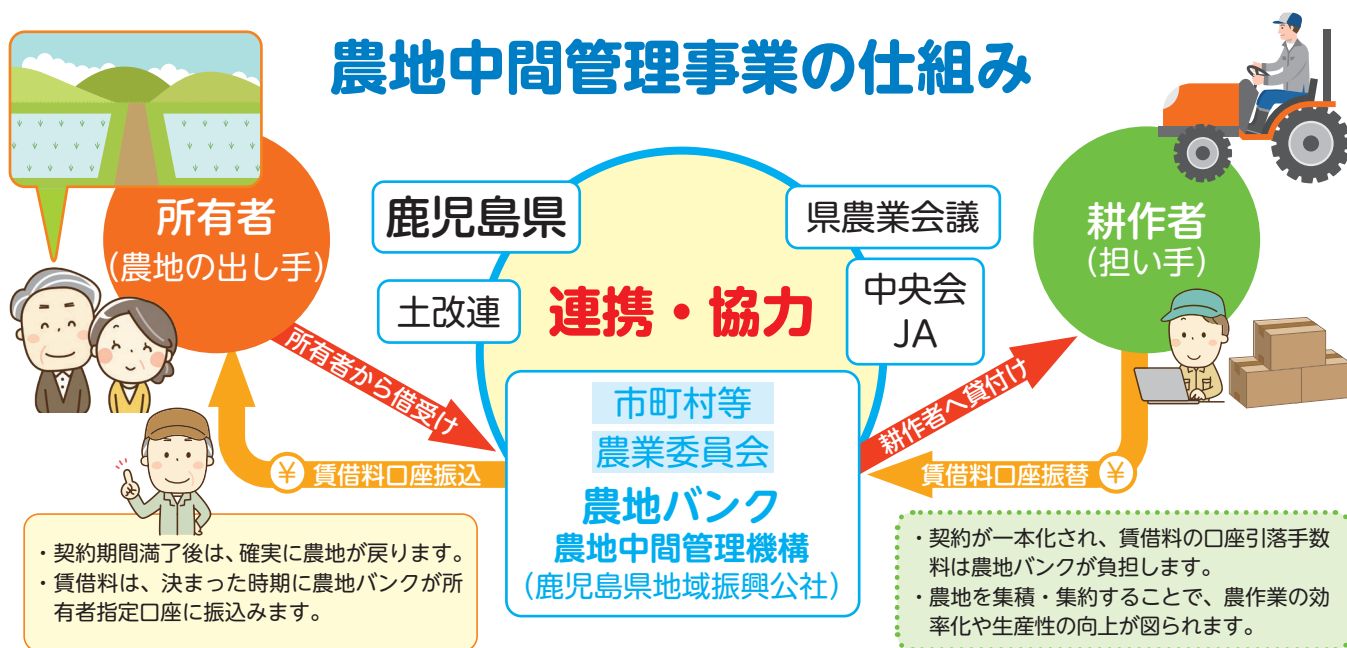 農地中間管理事業の仕組み
所有者
(農地の出し手)
鹿児島県
土改連
連携・協力
県農業会議
中央会
JA
耕作者
(担い手)
所有者から借受け
耕作者へ貸付け
¥ 賃借料口座振込
賃借料口座振替 ¥
市町村等
農業委員会
農地バンク
農地中間管理機構
(鹿児島県地域振興公社)
・契約期間満了後は、確実に農地が戻ります。
・賃借料は、決まった時期に農地バンクが所
有者指定口座に振込みます。
・契約が一本化され、賃借料の口座引落手数
料は農地バンクが負担します。
・農地を集積・集約することで、農作業の効
率化や生産性の向上が図られます。